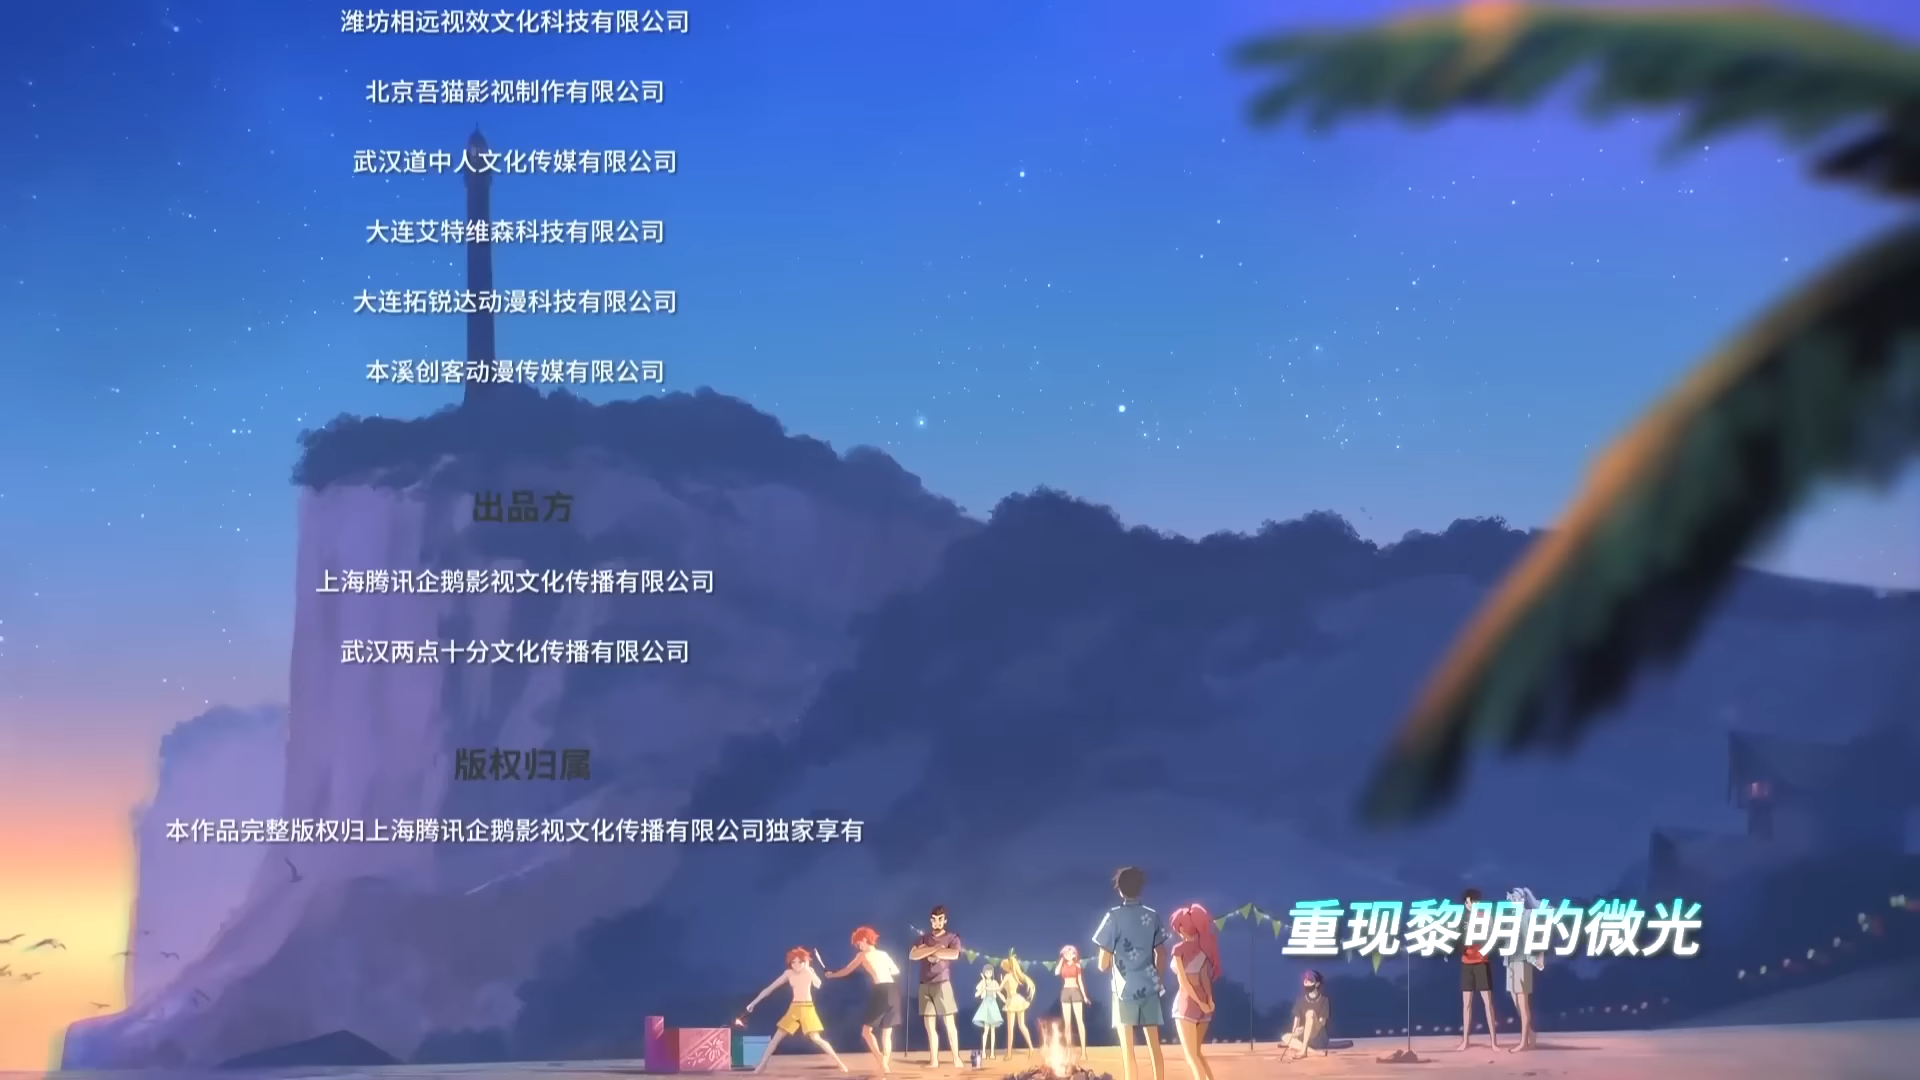 潍坊相远视效文化科技有限公司
北京吾猫影视制作有限公司
武汉道中人文化传媒有限公司
大连艾特维森科技有限公司
大连拓锐达动漫科技有限公司
本溪创客动漫传媒有限公司
出品方
上海腾讯企鹅影视文化传播有限公司
武汉两点十分文化传播有限公司
版权归属
本作品完整版权归上海腾讯企鹅影视文化传播有限公司独家享有
重现黎明的微光